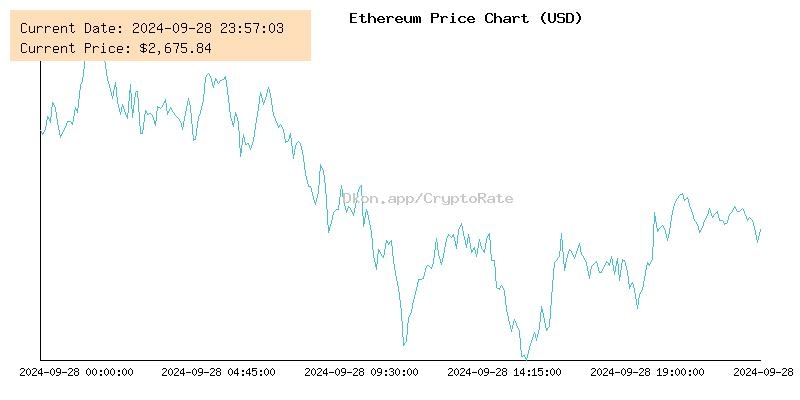 Ethereum Price Chart (USD)
Current Date: 2024-09-28 23:57:03
Current Price: $2,675.84
Dkon.app/CryptoRate
2024-09-28 00:00:00 2024-09-28 04:45:00 2024-09-28 09:30:00 2024-09-28 14:15:00 2024-09-28 19:00:00 2024-09-28